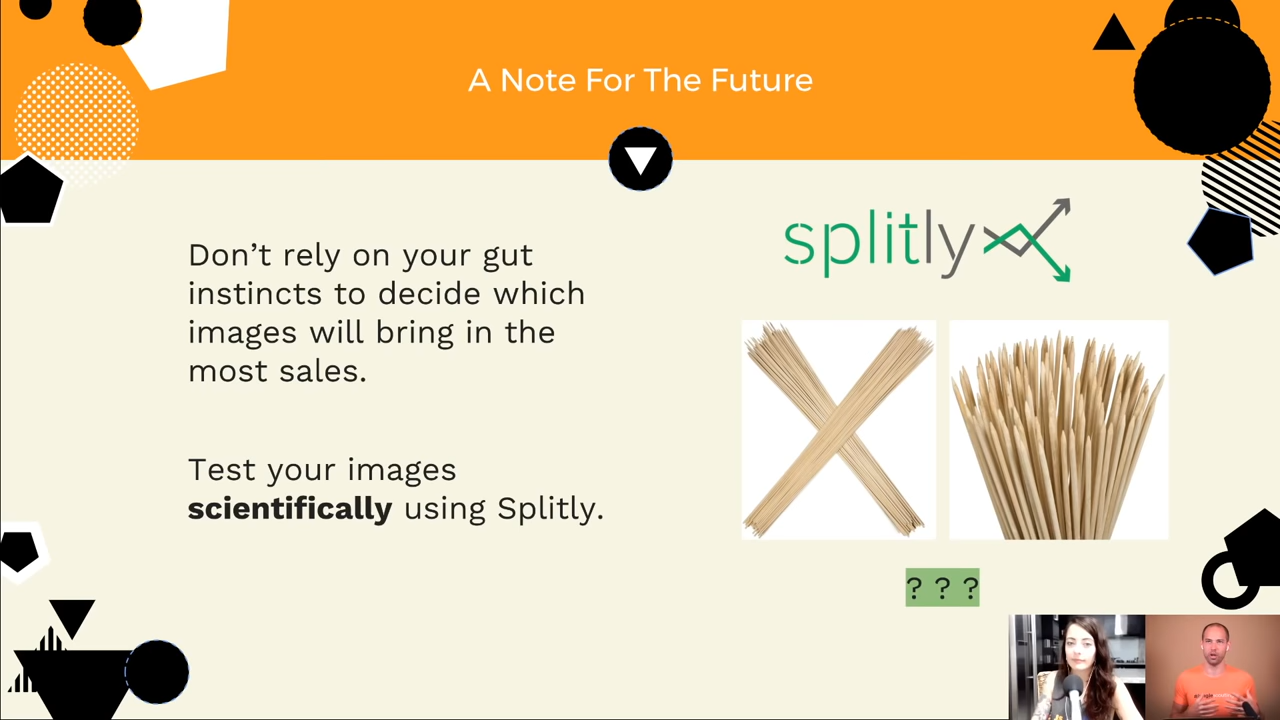 A Note For The Future
Don’t rely on your gut
instincts to decide which
images will bring in the
most sales.
Test your images
scientifically using Splitly.
splitly
? ? ?